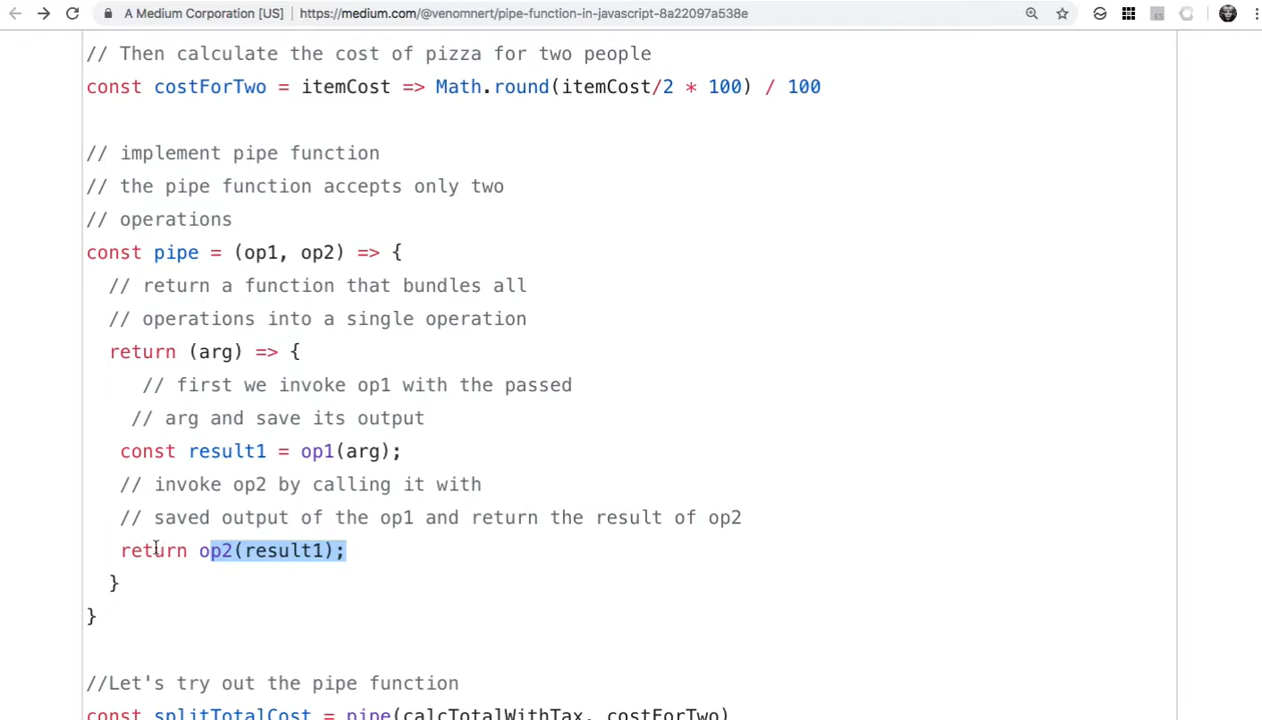 A Medium Corporation [US] | https://medium.com/@venomnert/pipe-function-in-javascript-8a22097a538e
// Then calculate the cost of pizza for two people
const costForTwo = itemCost => Math.round(itemCost/2 * 100) / 100
// implement pipe function
// the pipe function accepts only two
// operations
const pipe = (op1, op2) => {
// return a function that bundles all
// operations into a single operation
return (arg) => {
// first we invoke op1 with the passed
// arg and save its output
const result1 = op1(arg);
// invoke op2 by calling it with
// saved output of the op1 and return the result of op2
return op2(result1);
}
}
//Let's try out the pipe function
const splitTotalCost = pipe(calcTotalWithTax, costForTwo)